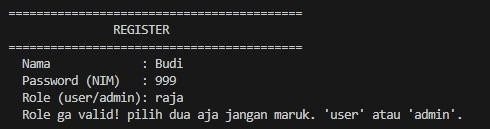 ==========================================
REGISTER
==========================================
Nama : Budi
Password (NIM) : 999
Role (user/admin): raja
Role ga valid! pilih dua aja jangan maruk. 'user' atau 'admin'.